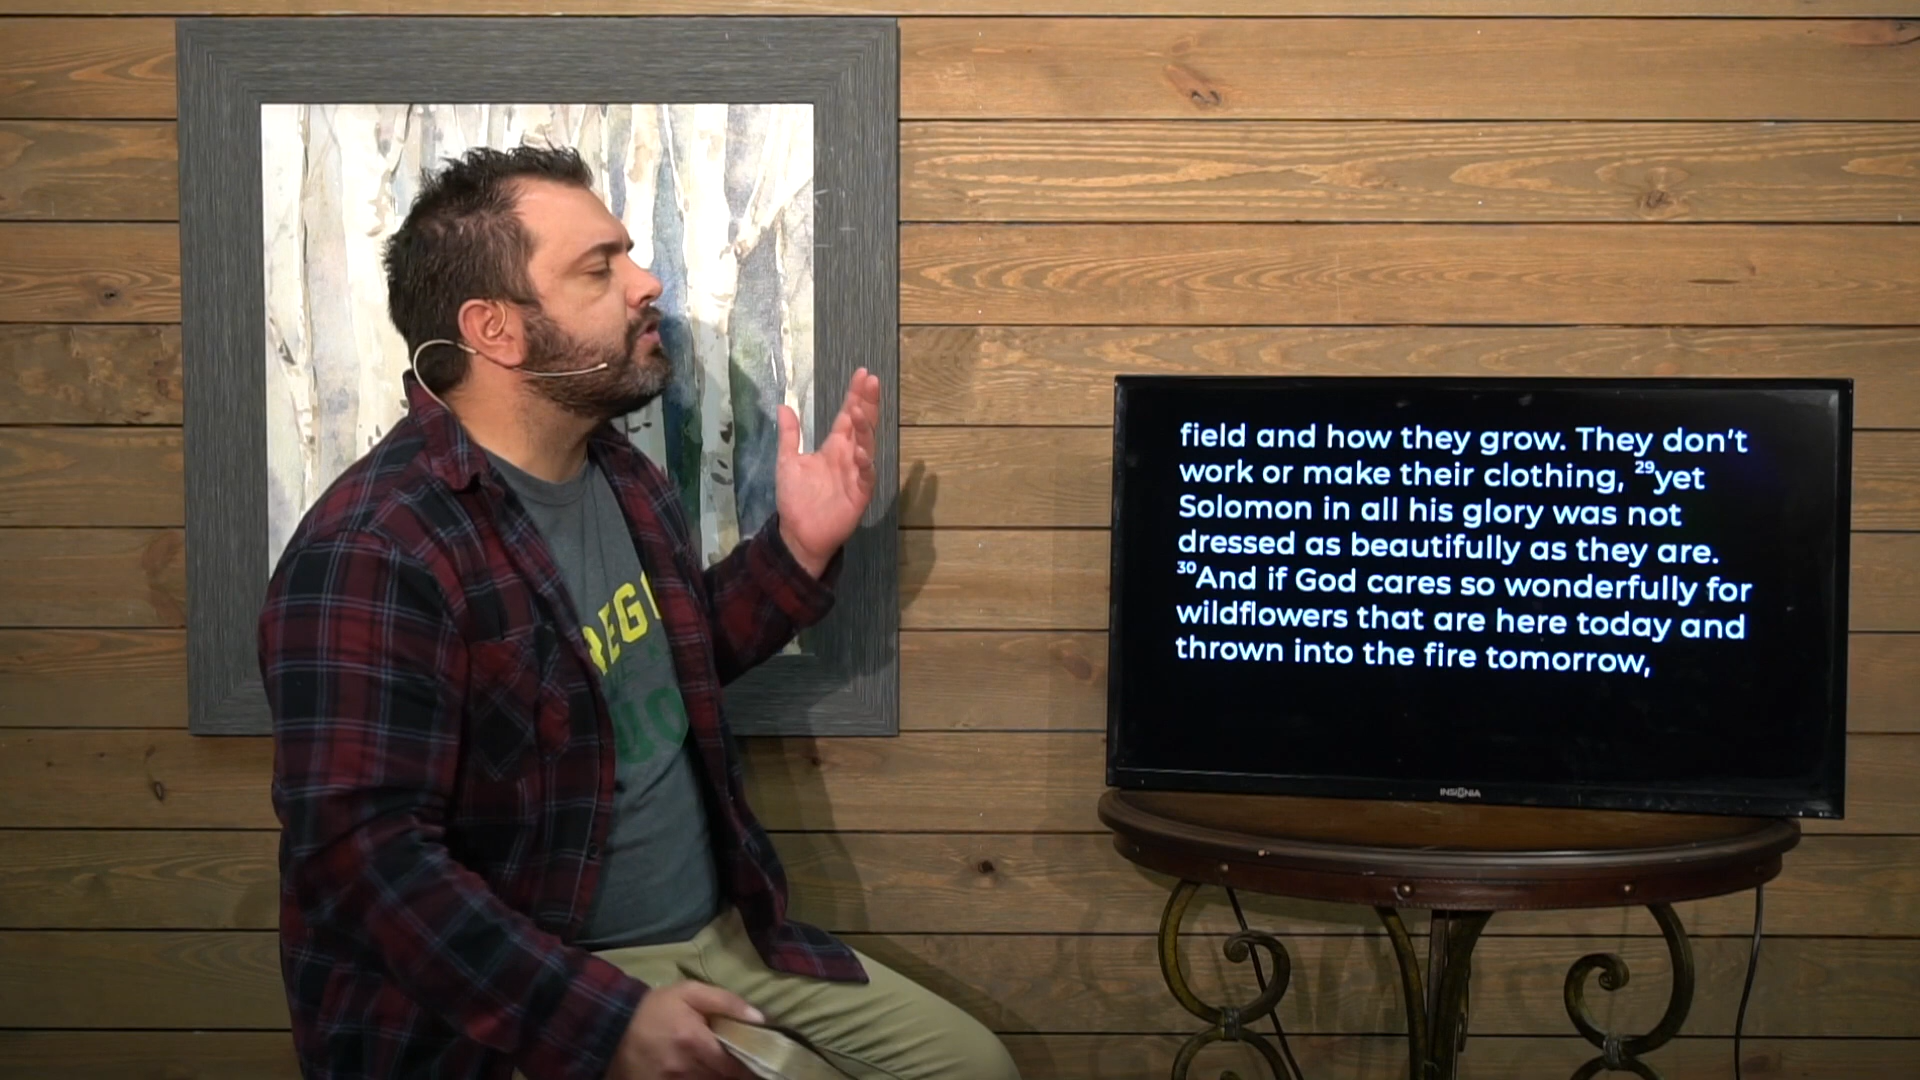 field and how they grow. They don't
work or make their clothing, ²⁹yet
Solomon in all his glory was not
dressed as beautifully as they are.
³⁰And if God cares so wonderfully for
wildflowers that are here today and
thrown into the fire tomorrow,
INSIGNIA